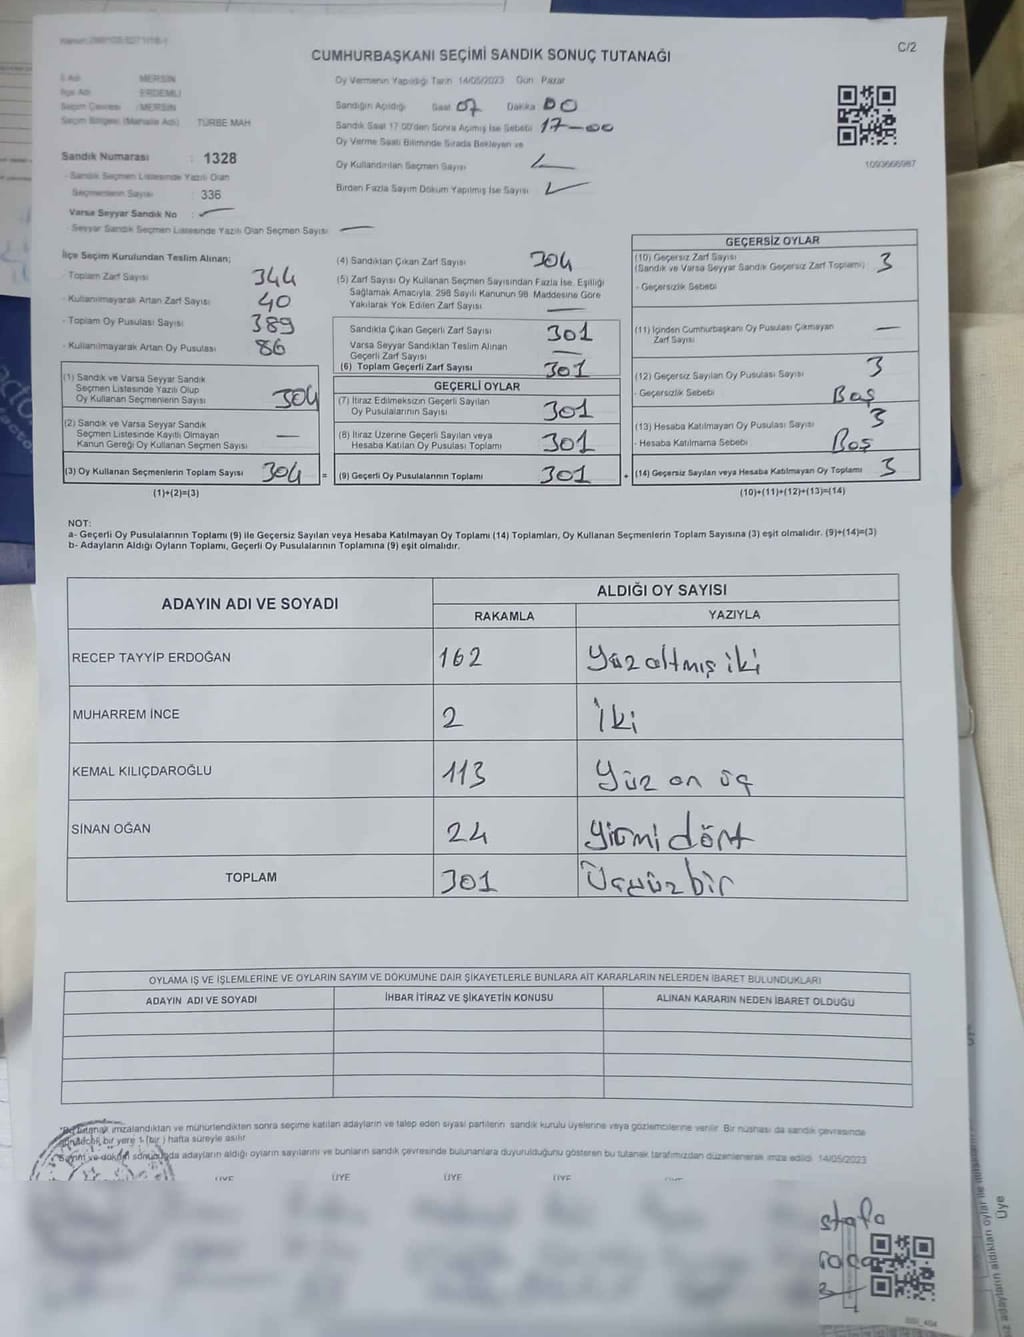 C/2
CUMHURBAŞKANI SEÇİMİ SANDIK SONUÇ TUTANAĞI
İl Adı MERSİN
İlçe Adı ERDEMLİ
Seçim Çevresi : MERSİN
Seçim Bölgesi (Mahalle Adı) TÜRBE MAH
Sandık Numarası : 1328
- Sandık Seçmen Listesinde Yazılı Olan
Seçmenlerin Sayısı : 336
Varsa Seyyar Sandık No :
- Seyyar Sandık Seçmen Listesinde Yazılı Olan Seçmen Sayısı
Oy Vermenin Yapıldığı Tarih 14/05/2023 Gün Pazar
Sandığın Açıldığı Saat 07 Dakika 00
Sandık Saat 17:00'den Sonra Açılmış İse Sebebi 17-00
Oy Verme Saati Bitiminde Sırada Bekleyen ve
Oy Kullandırılan Seçmen Sayısı
Birden Fazla Sayım Döküm Yapılmış İse Sayısı
1093666987
İlçe Seçim Kurulundan Teslim Alınan;
- Toplam Zarf Sayısı 344
- Kullanılmayarak Artan Zarf Sayısı 40
- Toplam Oy Pusulası Sayısı 389
- Kullanılmayarak Artan Oy Pusulası 86
(1) Sandık ve Varsa Seyyar Sandık
Seçmen Listesinde Yazılı Olup
Oy Kullanan Seçmenlerin Sayısı 304
(2) Sandık ve Varsa Seyyar Sandık
Seçmen Listesinde Kayıtlı Olmayan
Kanun Gereği Oy Kullanan Seçmen Sayısı —
(3) Oy Kullanan Seçmenlerin Toplam Sayısı 304 =
(1)+(2)=(3)
(4) Sandıktan Çıkan Zarf Sayısı 304
(5) Zarf Sayısı Oy Kullanan Seçmen Sayısından Fazla İse, Eşitliği
Sağlamak Amacıyla, 298 Sayılı Kanunun 98. Maddesine Göre
Yakılarak Yok Edilen Zarf Sayısı —
Sandıkta Çıkan Geçerli Zarf Sayısı 301
Varsa Seyyar Sandıktan Teslim Alınan
Geçerli Zarf Sayısı —
(6) Toplam Geçerli Zarf Sayısı 301
GEÇERLİ OYLAR
(7) İtiraz Edilmeksizin Geçerli Sayılan
Oy Pusulalarının Sayısı 301
(8) İtiraz Üzerine Geçerli Sayılan veya
Hesaba Katılan Oy Pusulası Toplamı 301
(9) Geçerli Oy Pusulalarının Toplamı 301 +
GEÇERSİZ OYLAR
(10) Geçersiz Zarf Sayısı
(Sandık ve Varsa Seyyar Sandık Geçersiz Zarf Toplamı) 3
- Geçersizlik Sebebi
(11) İçinden Cumhurbaşkanı Oy Pusulası Çıkmayan
Zarf Sayısı —
(12) Geçersiz Sayılan Oy Pusulası Sayısı 3
- Geçersizlik Sebebi Boş
(13) Hesaba Katılmayan Oy Pusulası Sayısı 3
- Hesaba Katılmama Sebebi Boş
(14) Geçersiz Sayılan veya Hesaba Katılmayan Oy Toplamı 3
(10)+(11)+(12)+(13)=(14)
NOT:
a- Geçerli Oy Pusulalarının Toplamı (9) ile Geçersiz Sayılan veya Hesaba Katılmayan Oy Toplamı (14) Toplamları, Oy Kullanan Seçmenlerin Toplam Sayısına (3) eşit olmalıdır. (9)+(14)=(3)
b- Adayların Aldığı Oyların Toplamı, Geçerli Oy Pusulalarının Toplamına (9) eşit olmalıdır.
ADAYIN ADI VE SOYADI ALDIĞI OY SAYISI
RAKAMLA YAZIYLA
RECEP TAYYİP ERDOĞAN 162 Yüzaltmış iki
MUHARREM İNCE 2 İki
KEMAL KILIÇDAROĞLU 113 Yüz on üç
SİNAN OĞAN 24 Yirmi dört
TOPLAM 301 Üçyüzbir
OYLAMA İŞ VE İŞLEMLERİNE VE OYLARIN SAYIM VE DÖKÜMÜNE DAİR ŞİKAYETLERLE BUNLARA AİT KARARLARIN NELERDEN İBARET BULUNDUKLARI
ADAYIN ADI VE SOYADI İHBAR İTİRAZ VE ŞİKAYETİN KONUSU ALINAN KARARIN NEDEN İBARET OLDUĞU
tutanak imzalandıktan ve mühürlendikten sonra seçime katılan adayların ve talep eden siyasi partilerin sandık kurulu üyelerine veya gözlemcilerine verilir. Bir nüshası da sandık çevresinde
bir yere 1 (bir) hafta süreyle asılır.
Sayım ve döküm sonucunda adayların aldığı oyların sayılarını ve bunların sandık çevresinde bulunanlara duyurulduğunu gösteren bu tutanak tarafımızdan düzenlenerek imza edildi. 14/05/2023
ÜYE ÜYE ÜYE ÜYE
stafa
Üye